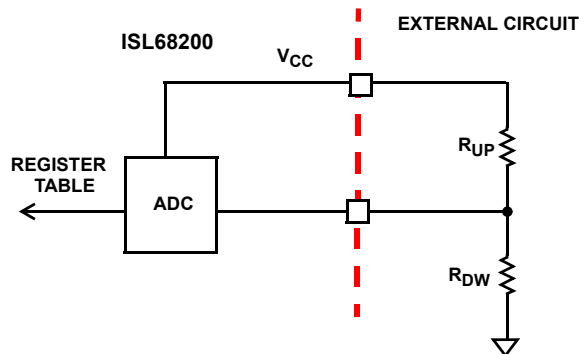 EXTERNAL CIRCUIT
ISL68200
VCC
RUP
REGISTER
TABLE
ADC
RDW